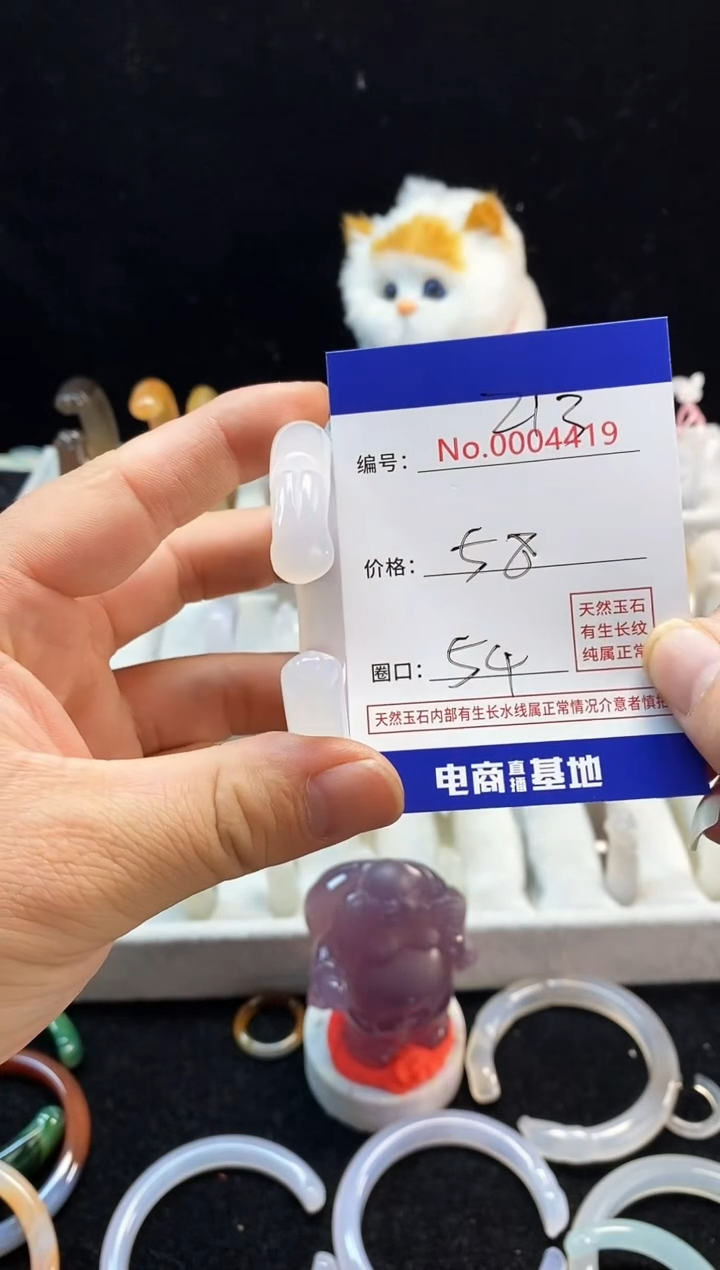 213
编号: No.0004419
价格: 58
圈口: 54
天然玉石
有生长纹
纯属正常
天然玉石内部有生长水线属正常情况介意者慎拍
电商直播基地